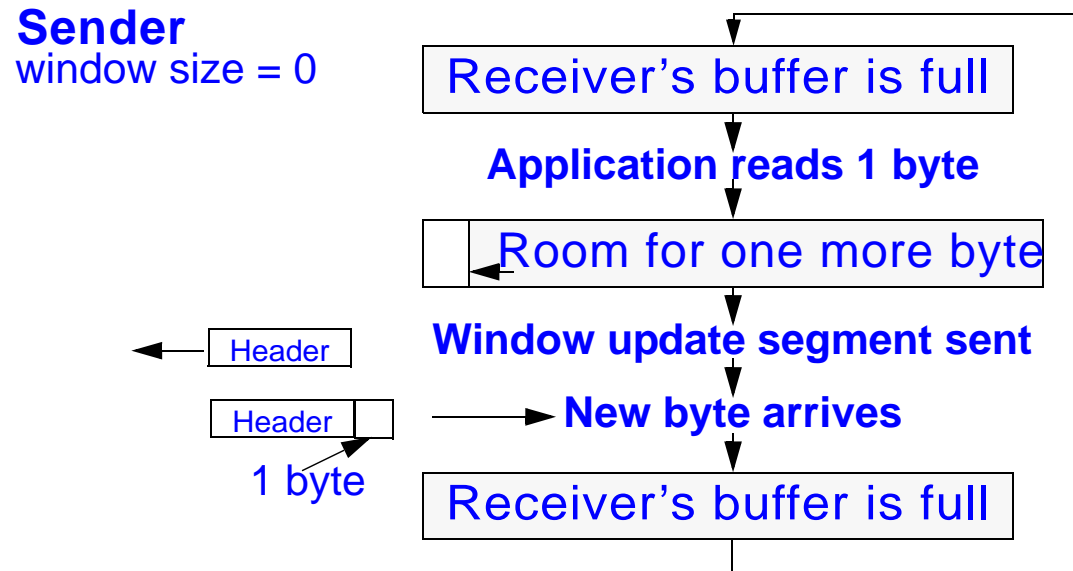 Sender
window size = 0
Receiver’s buffer is full
Application reads 1 byte
Room for one more byte
Window update segment sent
Header
New byte arrives
Header
1 byte
Receiver’s buffer is full